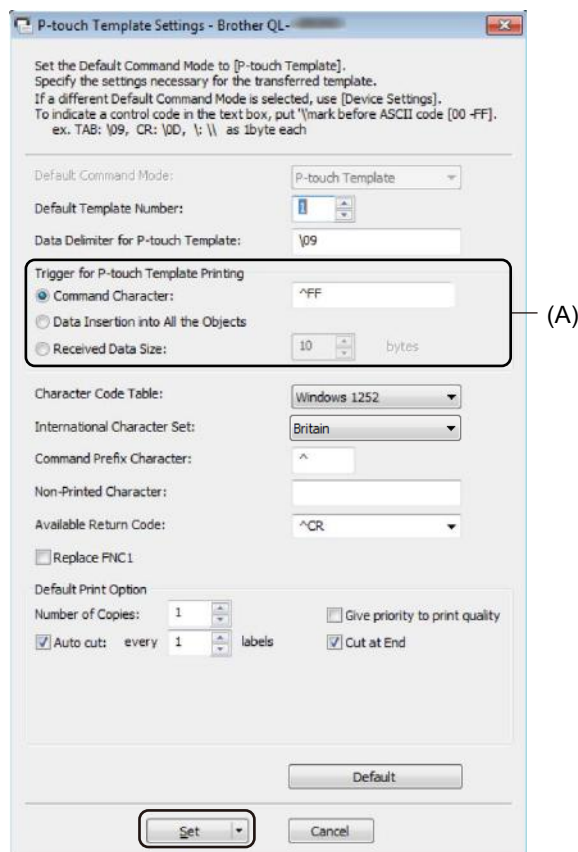 P-touch Template Settings - Brother QL-
Set the Default Command Mode to [P-touch Template].
Specify the settings necessary for the transferred template.
If a different Default Command Mode is selected, use [Device Settings].
To indicate a control code in the text box, put '\'mark before ASCII code [00 -FF].
ex. TAB: \09, CR: \0D, \: \\ as 1byte each
Default Command Mode: P-touch Template
Default Template Number: 1
Data Delimiter for P-touch Template: \09
Trigger for P-touch Template Printing
Command Character: ^FF
(A)
Data Insertion into All the Objects
Received Data Size: 10 bytes
Character Code Table: Windows 1252
International Character Set: Britain
Command Prefix Character: ^
Non-Printed Character:
Available Return Code: ^CR
Replace FNC1
Default Print Option
Number of Copies: 1 Give priority to print quality
Auto cut: every 1 labels Cut at End
Default
Set Cancel